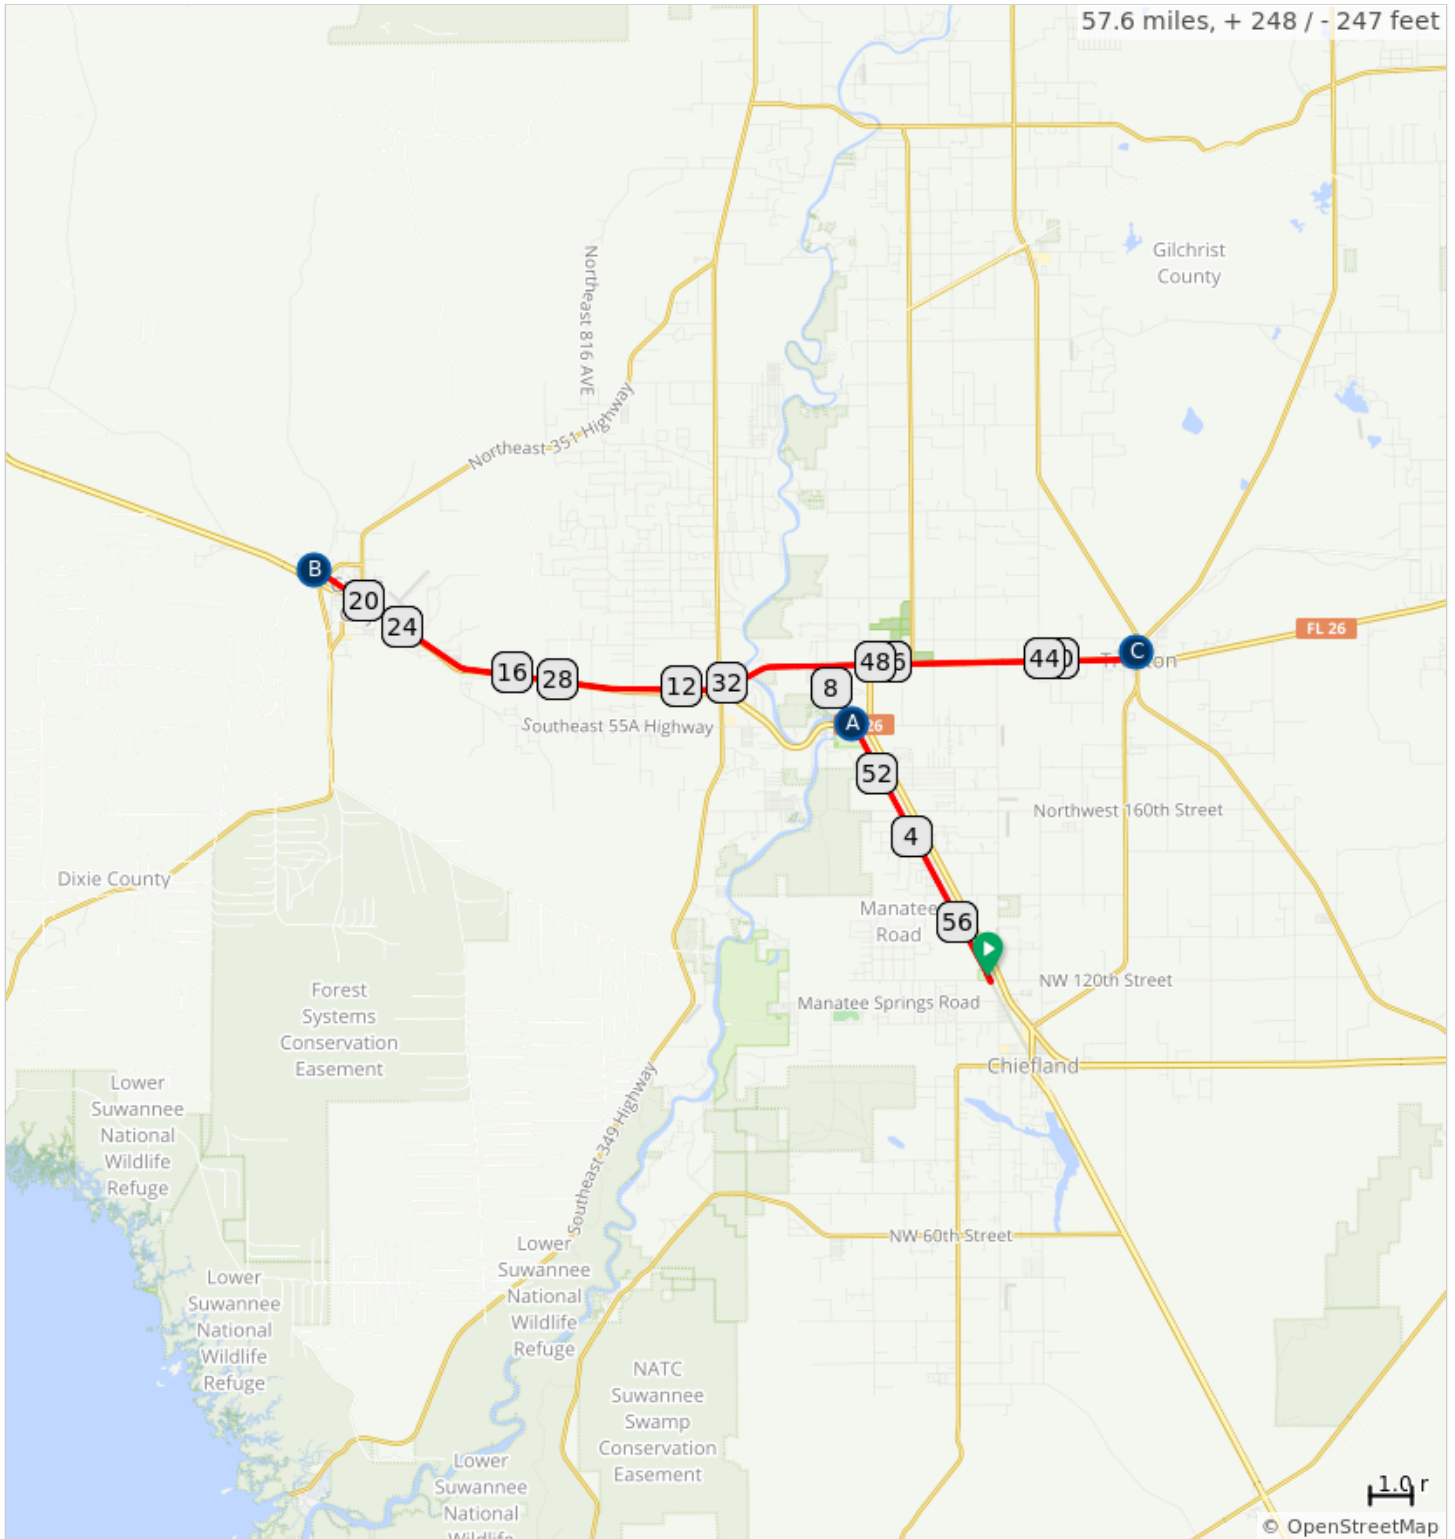 57.6 miles, + 248 / - 247 feet
Gilchrist
County
Northeast 816 AVE
Northeast 351 Highway
B
20
24
FL 26
C
44
48
16
28
12
32
8
A
26
Southeast 55A Highway
52
Northwest 160th Street
4
Dixie County
Manatee
Road
56
NW 120th Street
Manatee Springs Road
Forest
Systems
Conservation
Easement
Chiefland
Lower
Suwannee
National
Wildlife
Refuge
Southeast 349 Highway
NW 60th Street
Lower
Suwannee
National
Wildlife
Refuge
Lower
Suwannee
National
Wildlife
Refuge
NATC
Suwannee
Swamp
Conservation
Easement
Lower
Suwannee
National
Wildlife
1.0
© OpenStreetMap